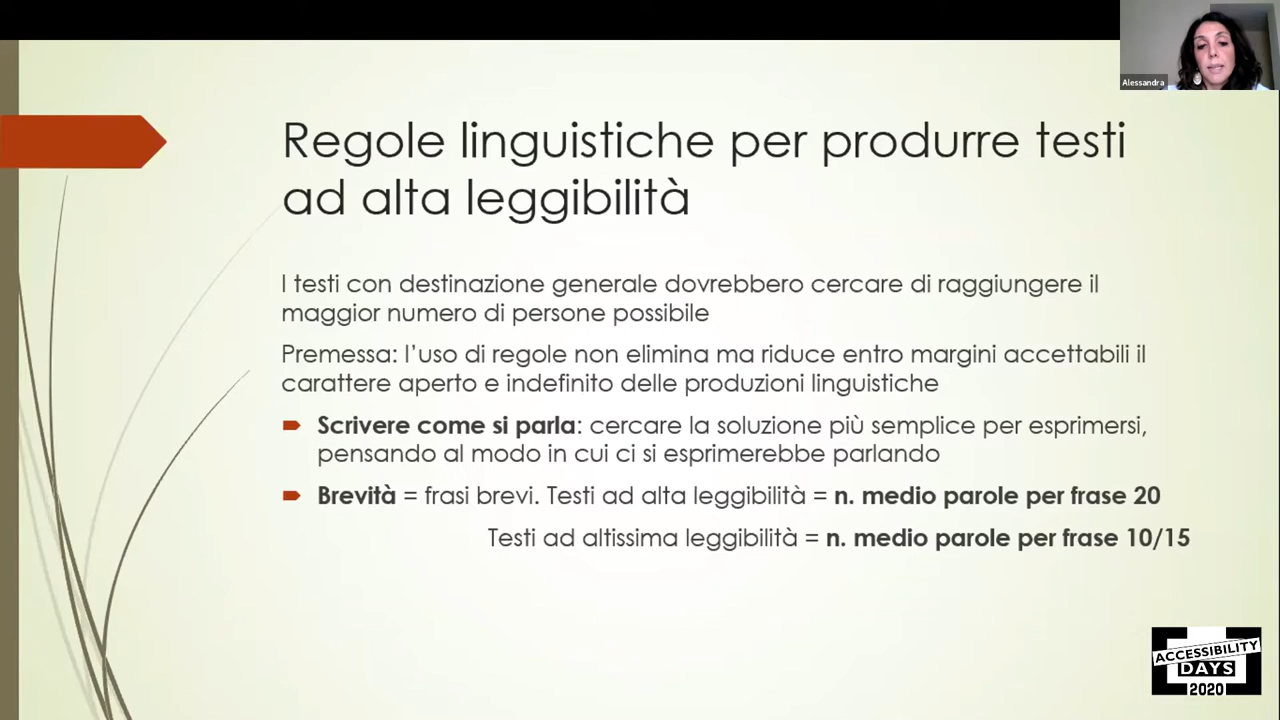 Alessandra
Regole linguistiche per produrre testi
ad alta leggibilità
I testi con destinazione generale dovrebbero cercare di raggiungere il
maggior numero di persone possibile
Premessa: l’uso di regole non elimina ma riduce entro margini accettabili il
carattere aperto e indefinito delle produzioni linguistiche
Scrivere come si parla: cercare la soluzione più semplice per esprimersi,
pensando al modo in cui ci si esprimerebbe parlando
Brevità = frasi brevi. Testi ad alta leggibilità = n. medio parole per frase 20
Testi ad altissima leggibilità = n. medio parole per frase 10/15
ACCESSIBILITY
DAYS
2020